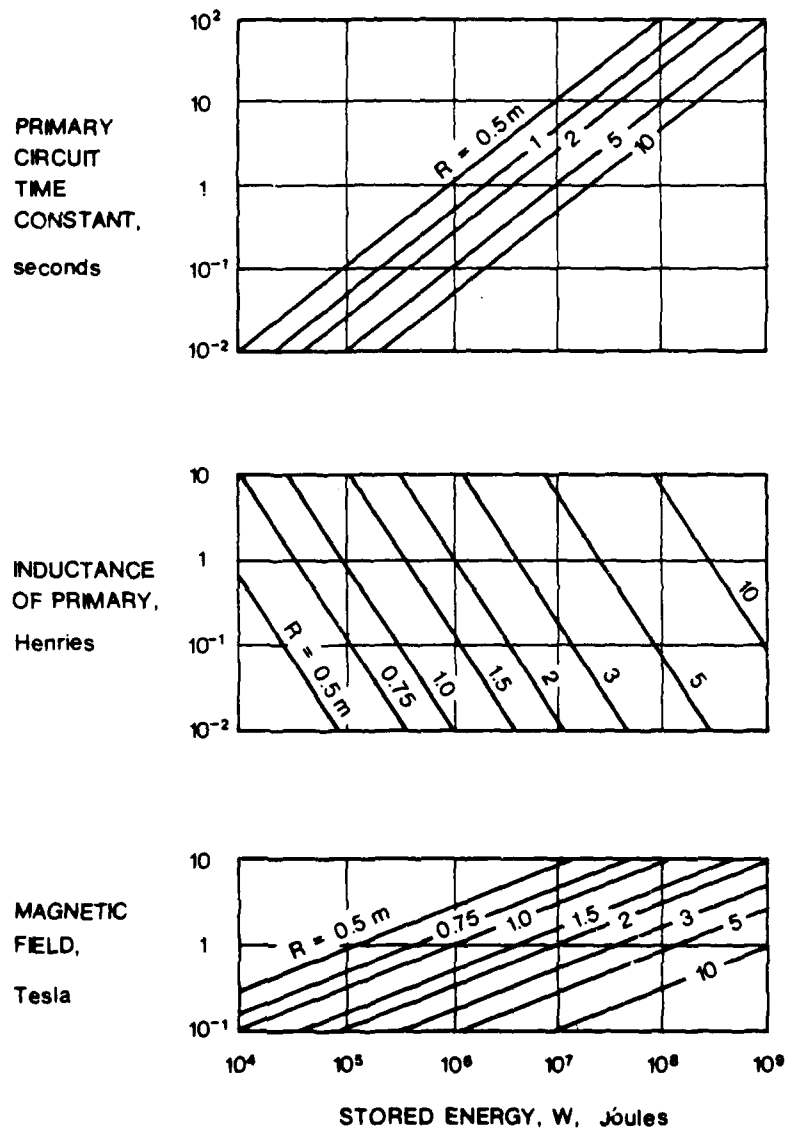 10²
10
1
10⁻¹
10⁻²
PRIMARY
CIRCUIT
TIME
CONSTANT,
seconds
R = 0.5 m
1
2
5
10
10
1
10⁻¹
10⁻²
INDUCTANCE
OF PRIMARY,
Henries
R = 0.5 m
0.75
1.0
1.5
2
3
5
10
10
1
10⁻¹
MAGNETIC
FIELD,
Tesla
R = 0.5 m
0.75
1.0
1.5
2
3
5
10
10⁴ 10⁵ 10⁶ 10⁷ 10⁸ 10⁹
STORED ENERGY, W, Joules